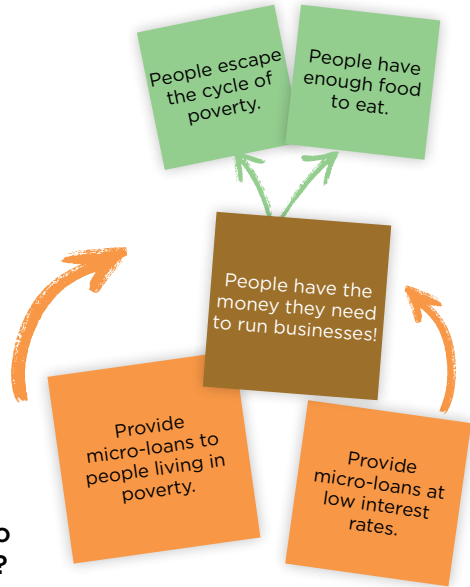 People escape
the cycle of
poverty.
People have
enough food
to eat.
People have the
money they need
to run businesses!
Provide
micro-loans to
people living in
poverty.
Provide
micro-loans at
low interest
rates.
?